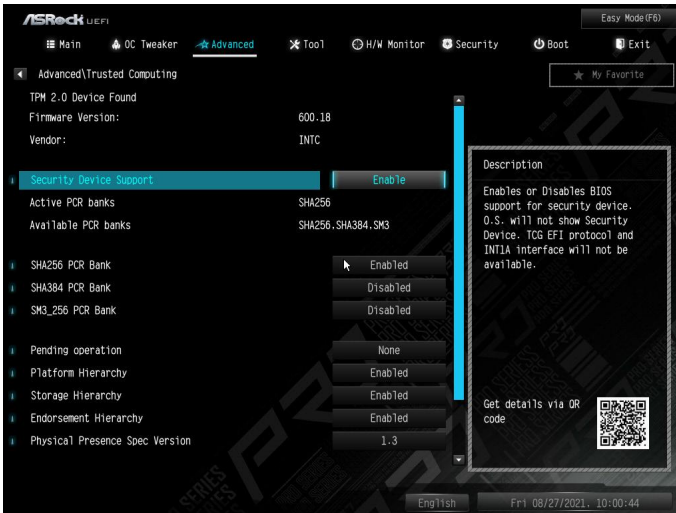 ASRock UEFI
Easy Mode(F6)
Main
OC Tweaker
Advanced
Tool
H/W Monitor
Security
Boot
Exit
Advanced\Trusted Computing
My Favorite
TPM 2.0 Device Found
Firmware Version: 600.18
Vendor: INTC
Security Device Support Enable
Active PCR banks SHA256
Available PCR banks SHA256.SHA384.SM3
SHA256 PCR Bank Enabled
SHA384 PCR Bank Disabled
SM3_256 PCR Bank Disabled
Pending operation None
Platform Hierarchy Enabled
Storage Hierarchy Enabled
Endorsement Hierarchy Enabled
Physical Presence Spec Version 1.3
Description
Enables or Disables BIOS
support for security device.
O.S. will not show Security
Device. TCG EFI protocol and
INT1A interface will not be
available.
Get details via QR
code
SERIES
English
Fri 08/27/2021. 10:00:44